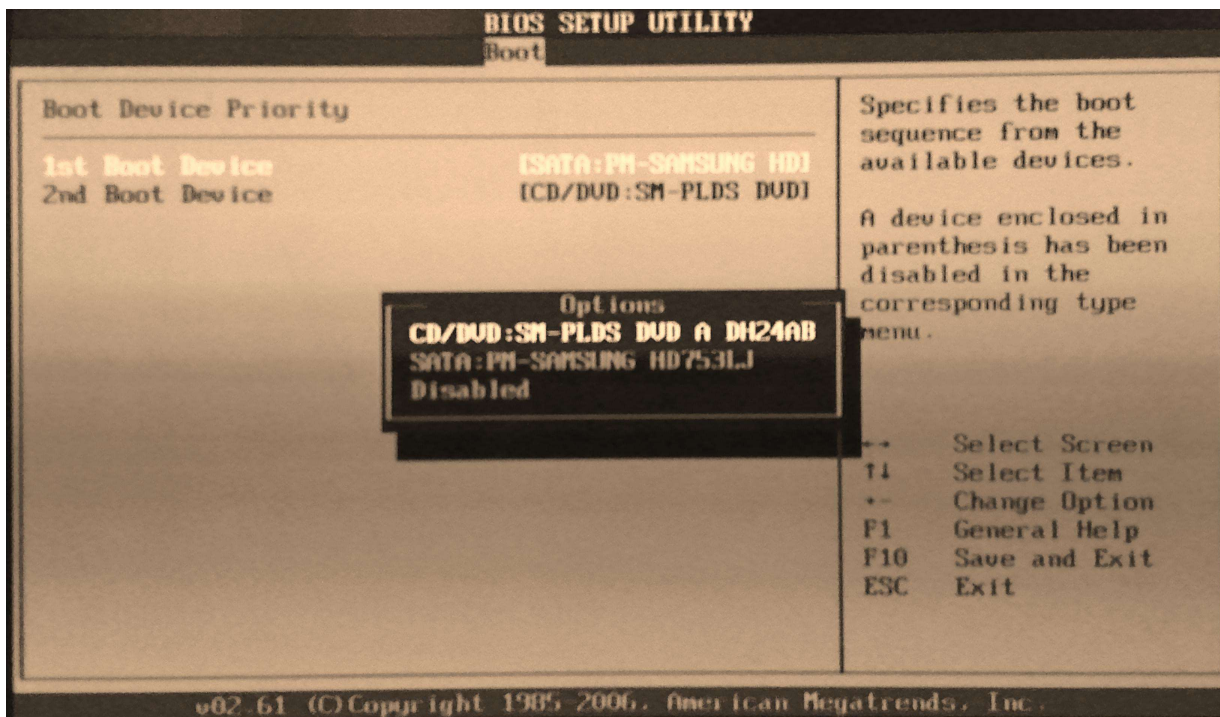 BIOS SETUP UTILITY
Boot
Boot Device Priority
1st Boot Device [SATA:PM-SAMSUNG HD]
2nd Boot Device [CD/DVD:SM-PLDS DVD]
Options
CD/DVD:SM-PLDS DVD A DH24AB
SATA:PM-SAMSUNG HD753LJ
Disabled
Specifies the boot
sequence from the
available devices.
A device enclosed in
parenthesis has been
disabled in the
corresponding type
menu.
←→ Select Screen
↑↓ Select Item
+- Change Option
F1 General Help
F10 Save and Exit
ESC Exit
v02.61 (C)Copyright 1985-2006, American Megatrends, Inc.